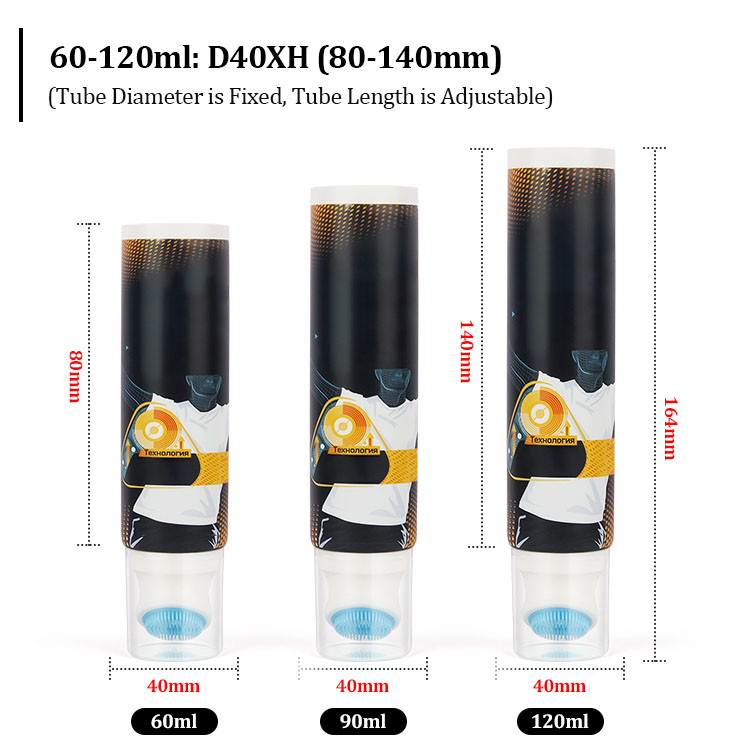 60-120ml: D40XH (80-140mm)
(Tube Diameter is Fixed, Tube Length is Adjustable)
80mm
140mm
164mm
Технология
Технология
Технология
40mm
40mm
40mm
60ml
90ml
120ml